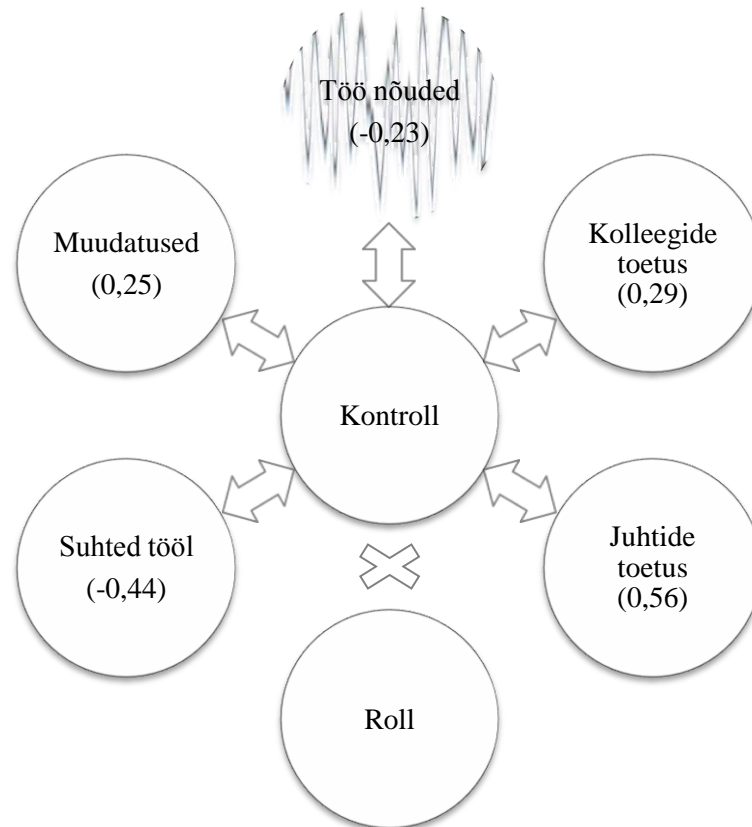 Töö nõuded
(-0,23)
Muudatused
(0,25)
Kolleegide
toetus
(0,29)
Kontroll
Suhted tööl
(-0,44)
Juhtide
toetus
(0,56)
Roll